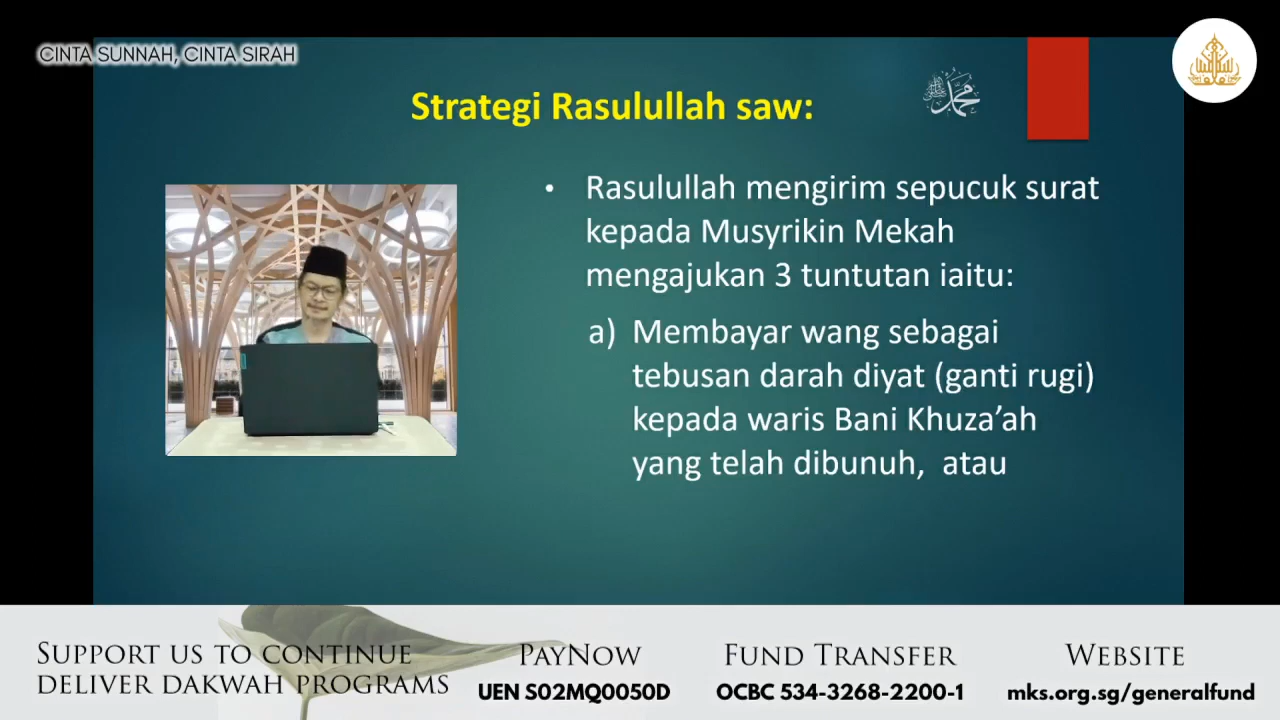 CINTA SUNNAH, CINTA SIRAH
Strategi Rasulullah saw:
محمد
• Rasulullah mengirim sepucuk surat
kepada Musyrikin Mekah
mengajukan 3 tuntutan iaitu:
a) Membayar wang sebagai
tebusan darah diyat (ganti rugi)
kepada waris Bani Khuza’ah
yang telah dibunuh, atau
SUPPORT US TO CONTINUE
DELIVER DAKWAH PROGRAMS
PAYNOW
UEN S02MQ0050D
FUND TRANSFER
OCBC 534-3268-2200-1
WEBSITE
mks.org.sg/generalfund